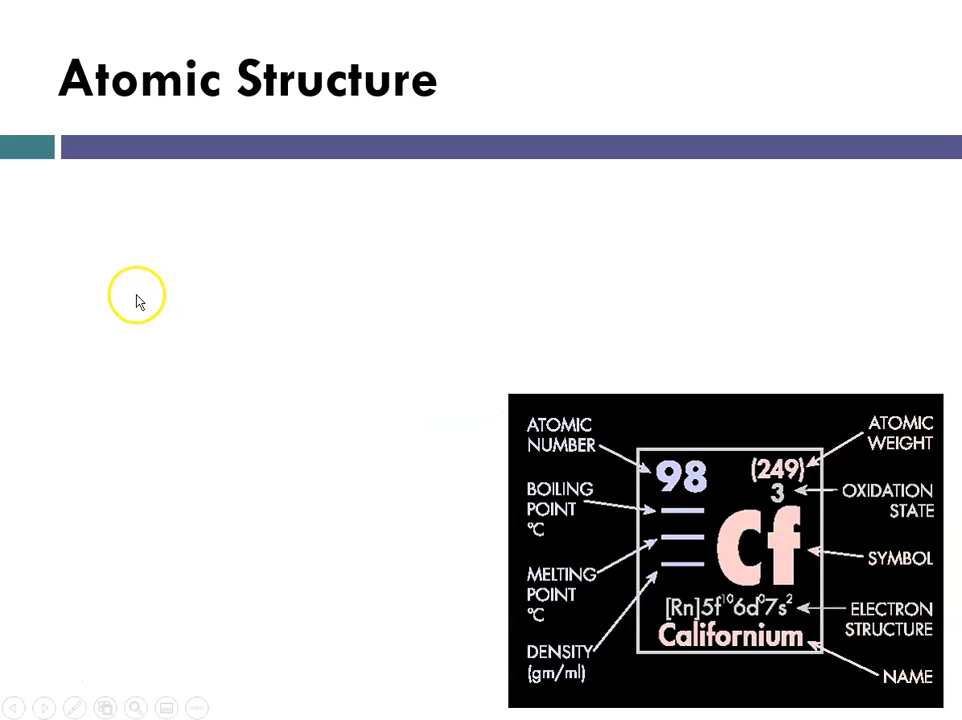 Atomic Structure
ATOMIC
NUMBER
BOILING
POINT
°C
MELTING
POINT
°C
DENSITY
(gm/ml)
98
(249)
3
Cf
[Rn]5f¹⁰6d⁰7s²
Californium
ATOMIC
WEIGHT
OXIDATION
STATE
SYMBOL
ELECTRON
STRUCTURE
NAME